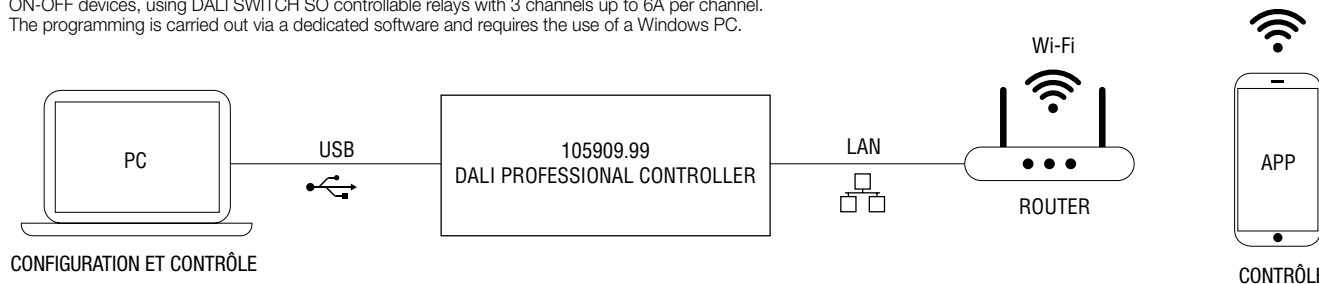 ON-OFF devices, using DALI SWITCH SO controllable relays with 3 channels up to 6A per channel.
The programming is carried out via a dedicated software and requires the use of a Windows PC.
Wi-Fi
PC
USB
105909.99
DALI PROFESSIONAL CONTROLLER
LAN
ROUTER
APP
CONFIGURATION ET CONTRÔLE
CONTRÔLE